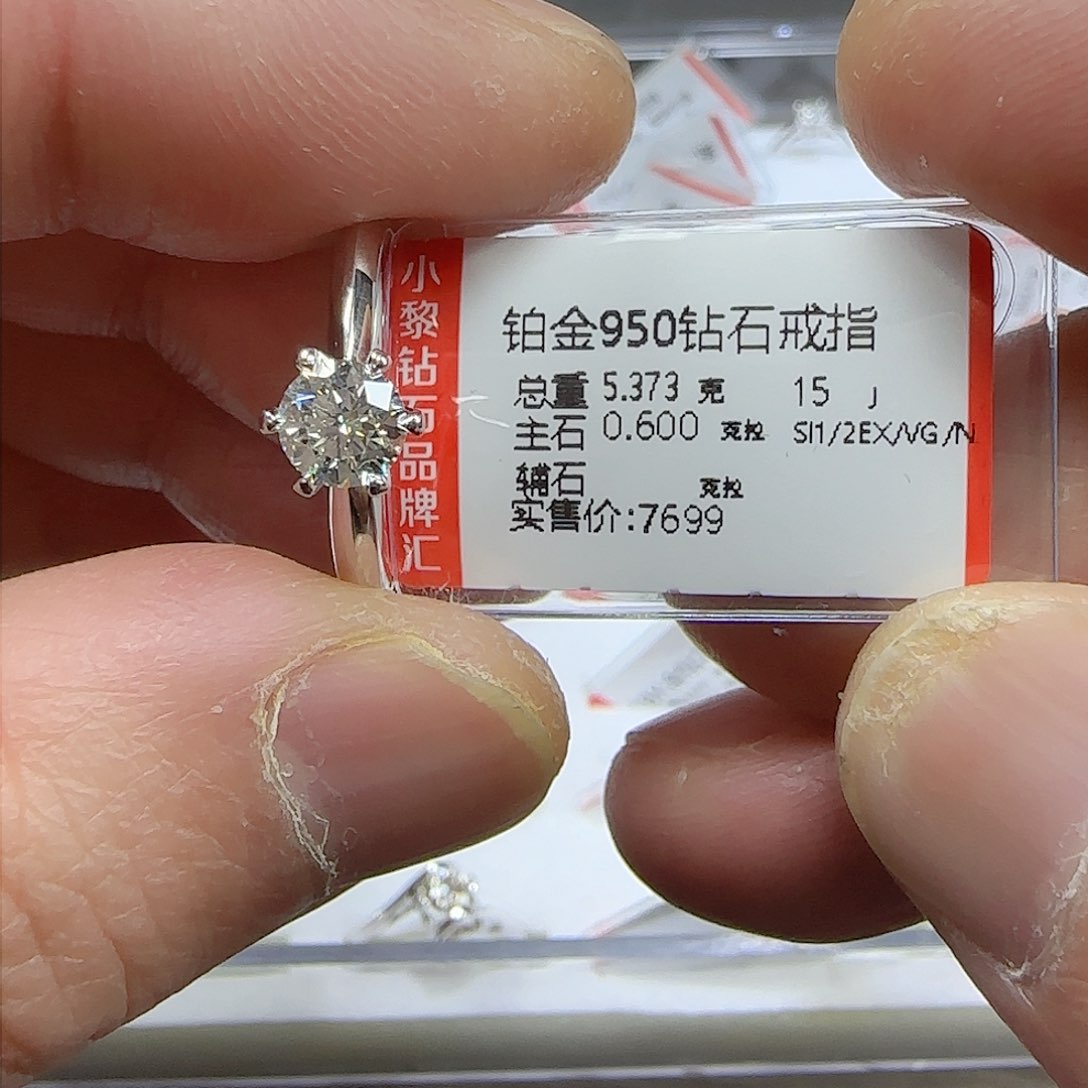 小黎钻石品牌汇
铂金950钻石戒指
总重 5.373 克 15 J
主石 0.600 克拉 SI1/2EX/VG/N
辅石 克拉
实售价:7699